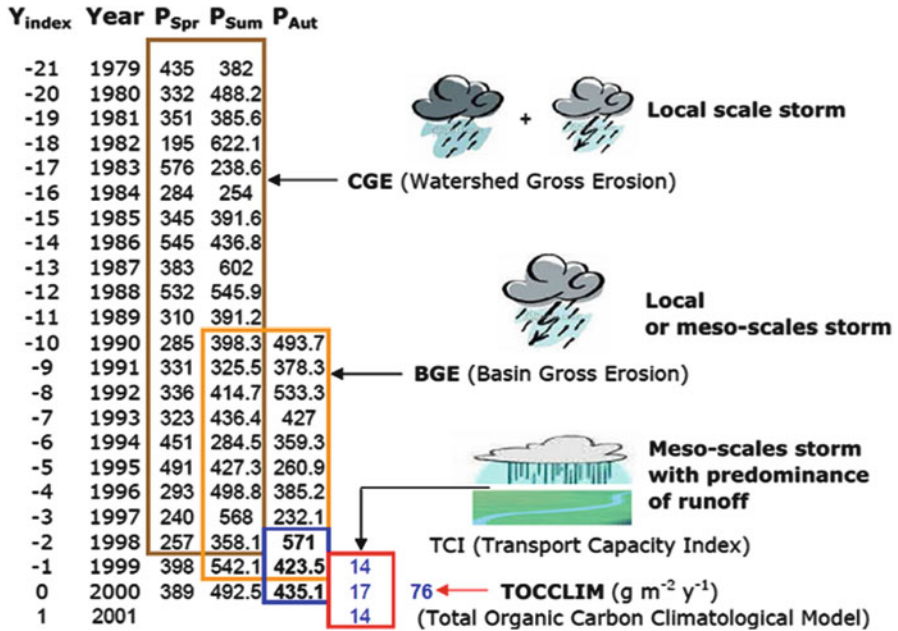 Yindex Year PSpr PSum PAut
-21 1979 435 382
-20 1980 332 488.2
-19 1981 351 385.6
-18 1982 195 622.1
-17 1983 576 238.6
-16 1984 284 254
-15 1985 345 391.6
-14 1986 545 436.8
-13 1987 383 602
-12 1988 532 545.9
-11 1989 310 391.2
-10 1990 285 398.3 493.7
-9 1991 331 325.5 378.3
-8 1992 336 414.7 533.3
-7 1993 323 436.4 427
-6 1994 451 284.5 359.3
-5 1995 491 427.3 260.9
-4 1996 293 498.8 385.2
-3 1997 240 568 232.1
-2 1998 257 358.1 571
-1 1999 398 542.1 423.5 14
0 2000 389 492.5 435.1 17 76
1 2001 14
+
Local scale storm
CGE (Watershed Gross Erosion)
Local
or meso-scales storm
BGE (Basin Gross Erosion)
Meso-scales storm
with predominance
of runoff
TCI (Transport Capacity Index)
TOCCLIM (g m⁻² y⁻¹)
(Total Organic Carbon Climatological Model)